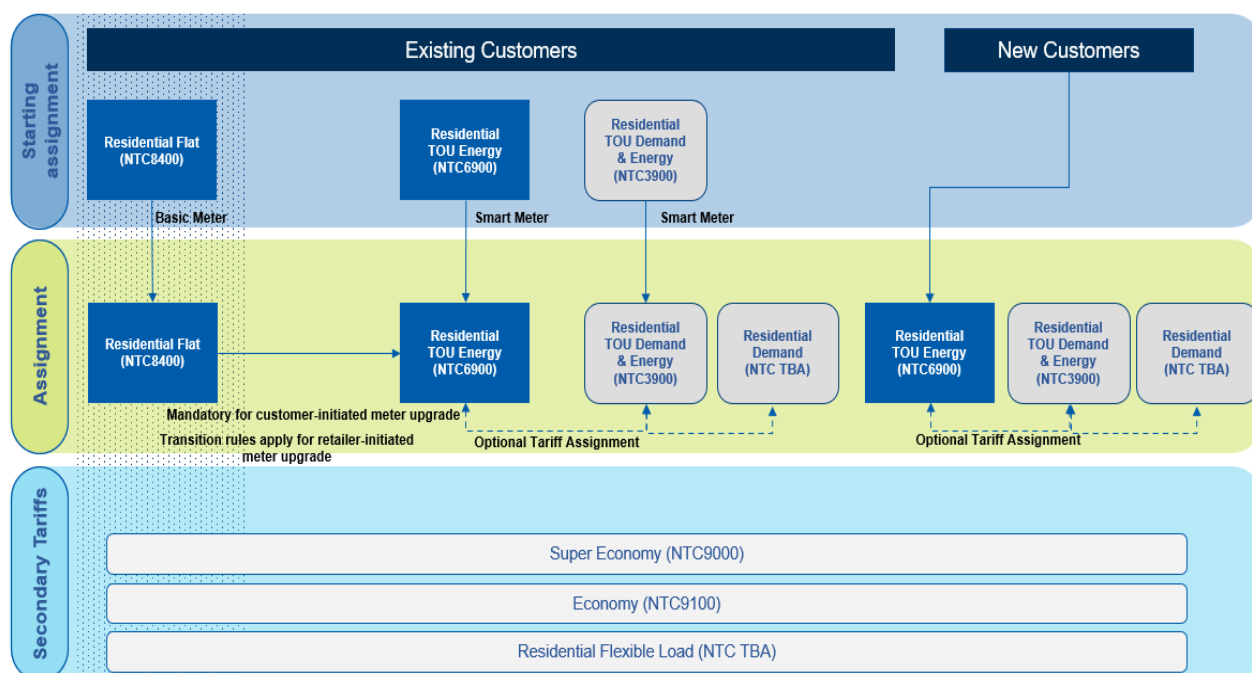 Starting
assignment
Existing Customers
New Customers
Residential Flat
(NTC8400)
Residential
TOU Energy
(NTC6900)
Residential
TOU Demand
& Energy
(NTC3900)
Basic Meter
Smart Meter
Smart Meter
Assignment
Residential Flat
(NTC8400)
Residential
TOU Energy
(NTC6900)
Residential
TOU Demand
& Energy
(NTC3900)
Residential
Demand
(NTC TBA)
Residential
TOU Energy
(NTC6900)
Residential
TOU Demand
& Energy
(NTC3900)
Residential
Demand
(NTC TBA)
Mandatory for customer-initiated meter upgrade
Transition rules apply for retailer-initiated
meter upgrade
Optional Tariff Assignment
Optional Tariff Assignment
Secondary Tariffs
Super Economy (NTC9000)
Economy (NTC9100)
Residential Flexible Load (NTC TBA)